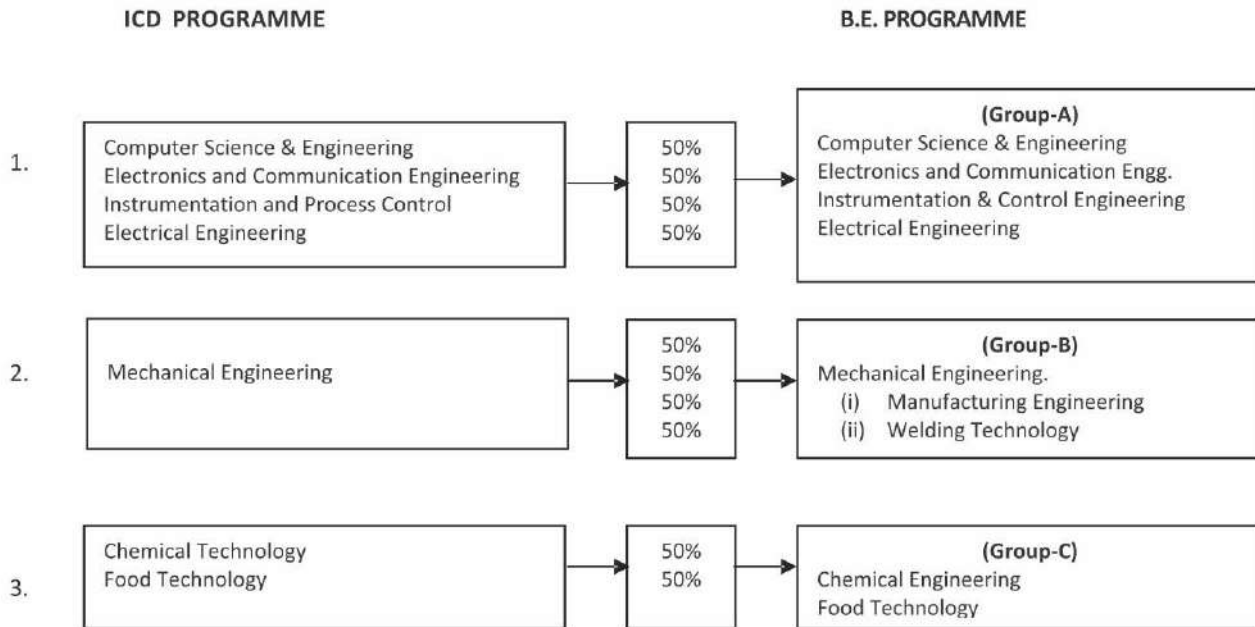 ICD PROGRAMME
B.E. PROGRAMME
1.
Computer Science & Engineering
Electronics and Communication Engineering
Instrumentation and Process Control
Electrical Engineering
50%
50%
50%
50%
(Group-A)
Computer Science & Engineering
Electronics and Communication Engg.
Instrumentation & Control Engineering
Electrical Engineering
2.
Mechanical Engineering
50%
50%
50%
50%
(Group-B)
Mechanical Engineering.
(i) Manufacturing Engineering
(ii) Welding Technology
3.
Chemical Technology
Food Technology
50%
50%
(Group-C)
Chemical Engineering
Food Technology